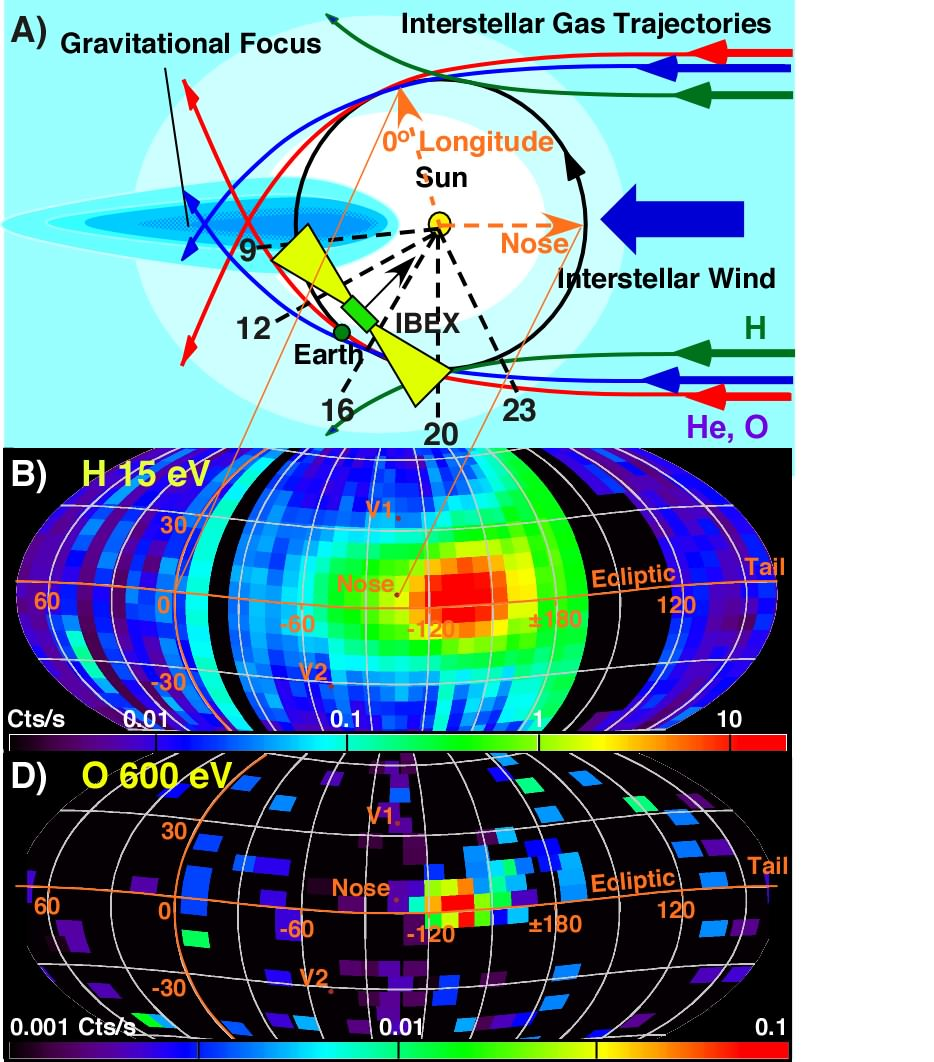 A)
Interstellar Gas Trajectories
Gravitational Focus
0º Longitude
Sun
Nose
9
Interstellar Wind
12
IBEX
H
Earth
16
23
20
He, O
B) H 15 eV
V1
30
Nose
Ecliptic
Tail
60
0
-60
-120
±180
120
V2
-30
Cts/s 0.01 0.1 1 10
D) O 600 eV
V1
30
Nose
Ecliptic
Tail
60
0
-60
-120
±180
120
V2
-30
0.001 Cts/s 0.01 0.1